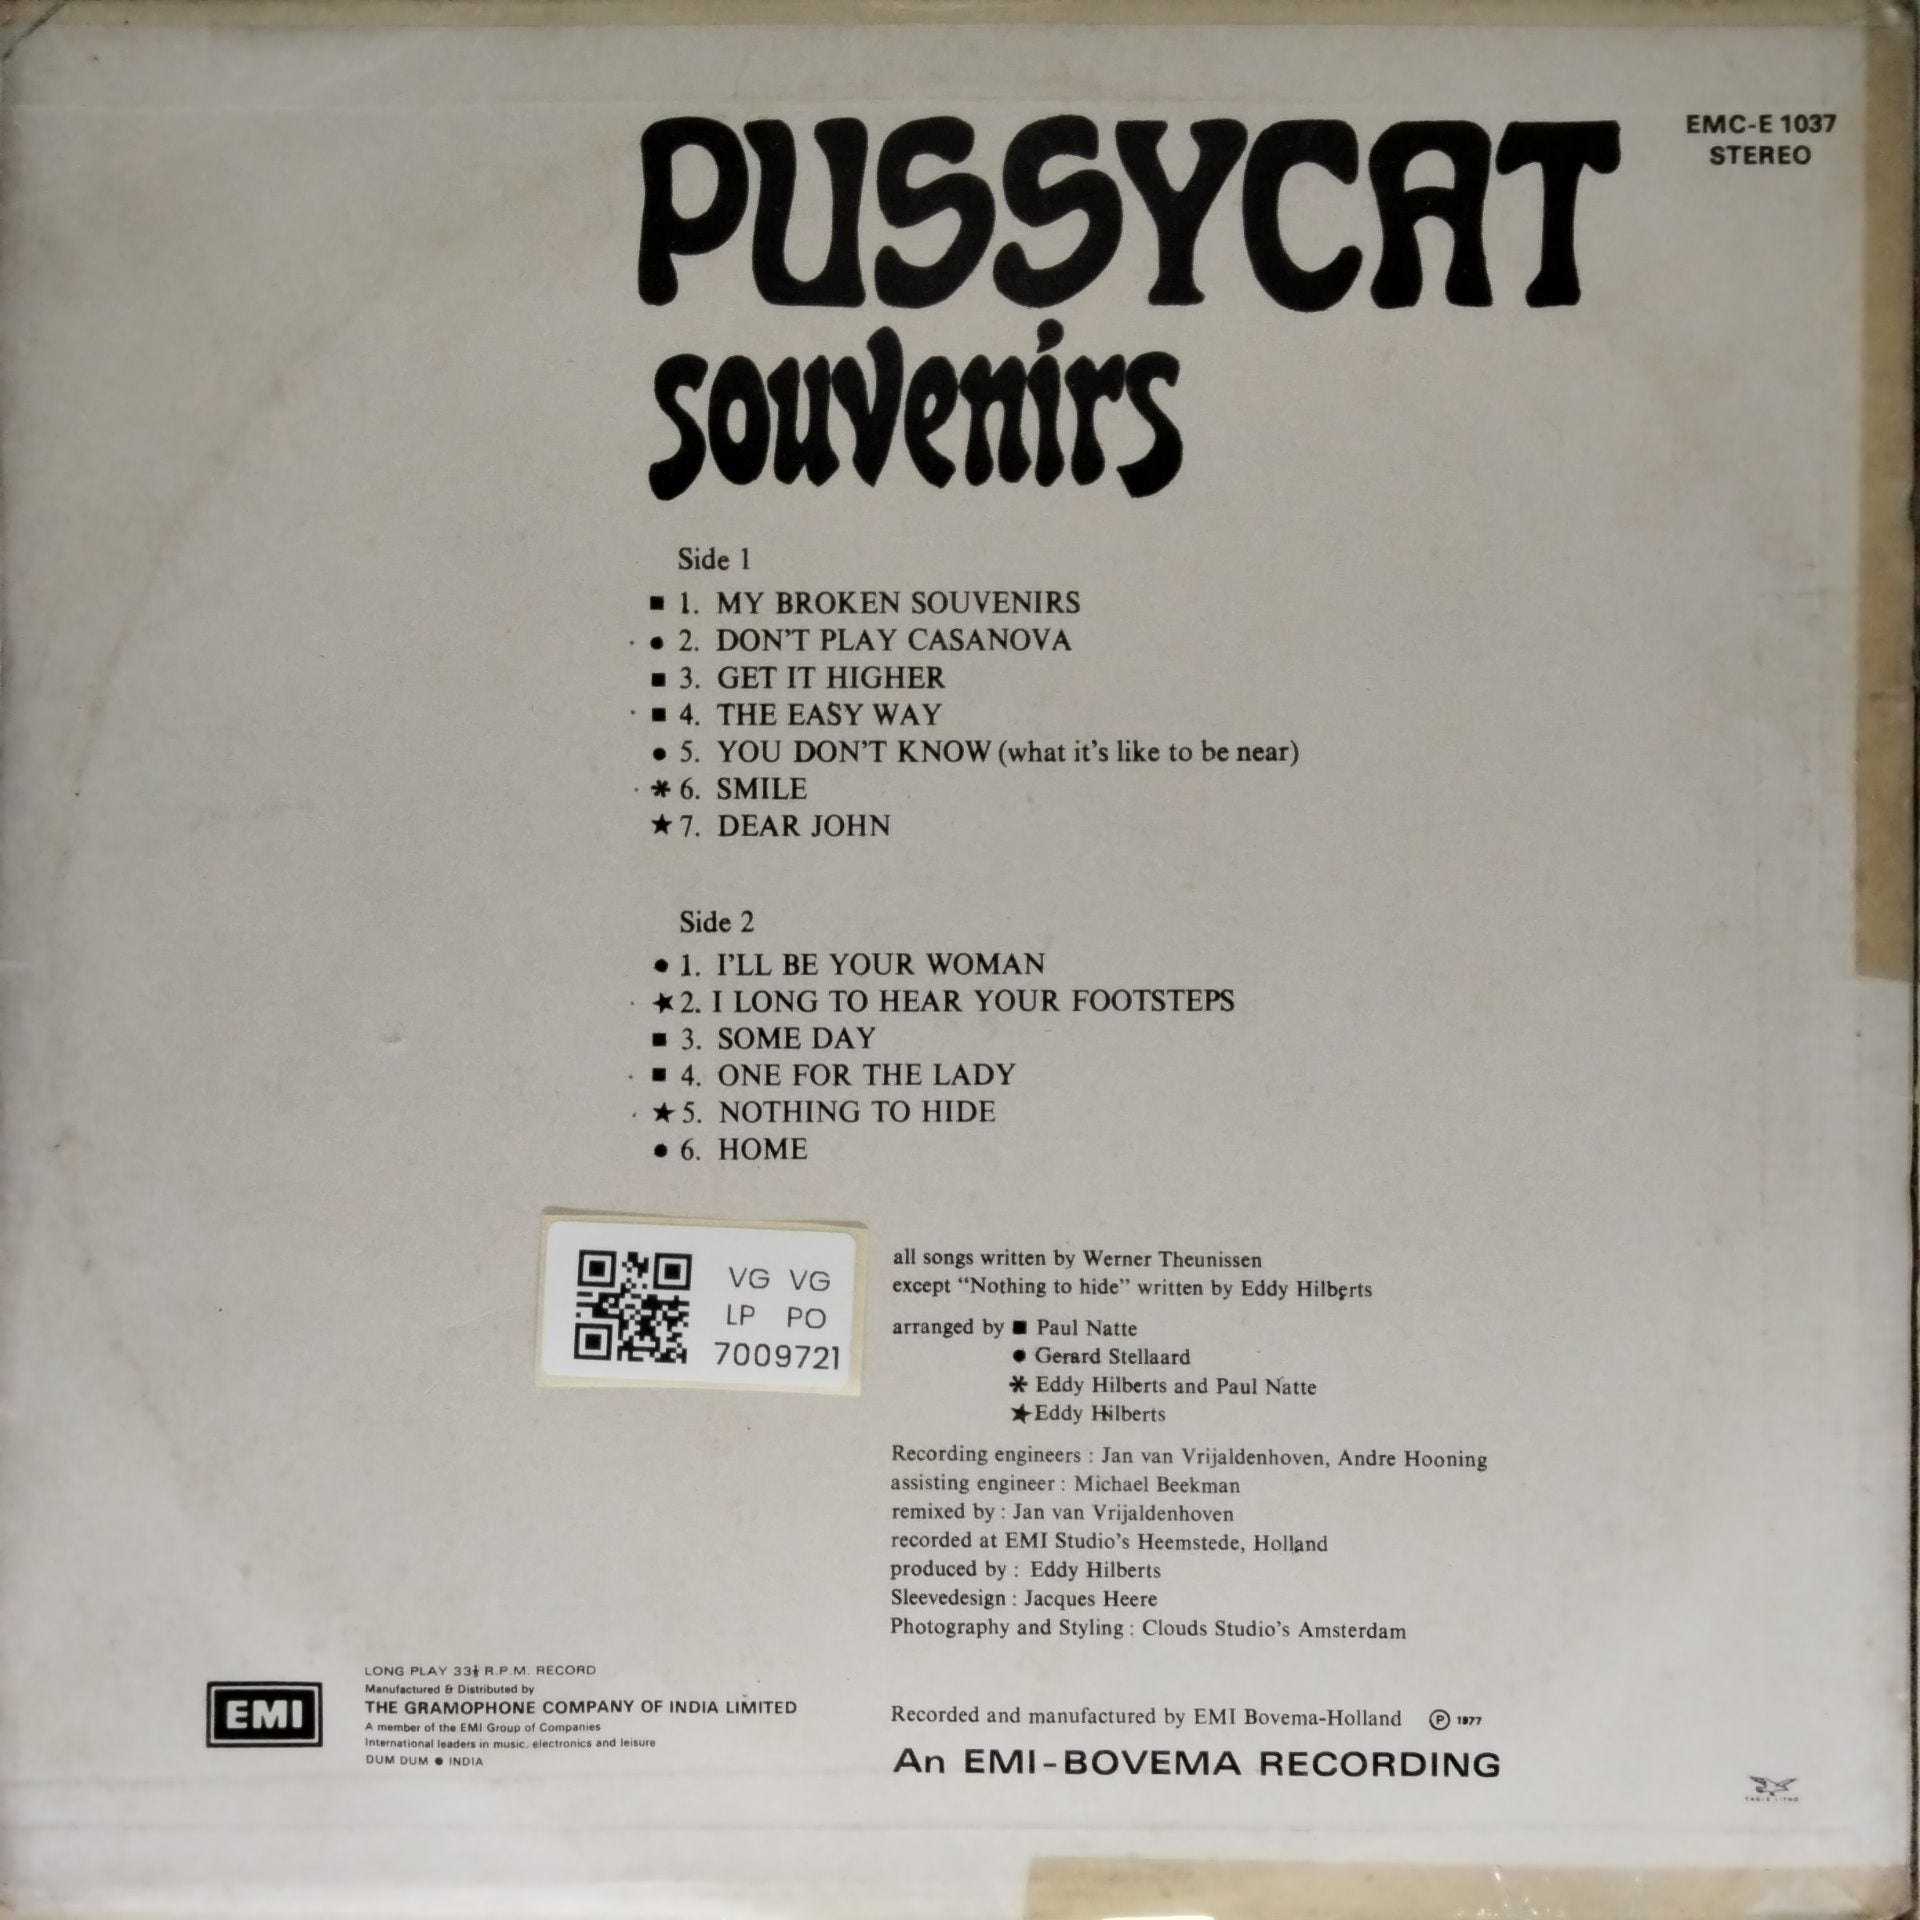 PUSSYCAT
EMC-E 1037
STEREO
souvenirs
Side 1
■ 1. MY BROKEN SOUVENIRS
● 2. DON'T PLAY CASANOVA
■ 3. GET IT HIGHER
■ 4. THE EASY WAY
● 5. YOU DON'T KNOW (what it's like to be near)
* 6. SMILE
★ 7. DEAR JOHN
Side 2
● 1. I'LL BE YOUR WOMAN
★ 2. I LONG TO HEAR YOUR FOOTSTEPS
■ 3. SOME DAY
■ 4. ONE FOR THE LADY
★ 5. NOTHING TO HIDE
● 6. HOME
VG VG
LP PO
7009721
all songs written by Werner Theunissen
except “Nothing to hide” written by Eddy Hilberts
arranged by ■ Paul Natte
● Gerard Stellaard
* Eddy Hilberts and Paul Natte
★ Eddy Hilberts
Recording engineers : Jan van Vrijaldenhoven, Andre Hooning
assisting engineer : Michael Beekman
remixed by : Jan van Vrijaldenhoven
recorded at EMI Studio's Heemstede, Holland
produced by : Eddy Hilberts
Sleevedesign : Jacques Heere
Photography and Styling : Clouds Studio's Amsterdam
EMI
LONG PLAY 33⅓ R.P.M. RECORD
Manufactured & Distributed by
THE GRAMOPHONE COMPANY OF INDIA LIMITED
A member of the EMI Group of Companies
International leaders in music, electronics and leisure
DUM DUM ● INDIA
Recorded and manufactured by EMI Bovema-Holland ℗ 1977
An EMI-BOVEMA RECORDING
EAGLE LITHO